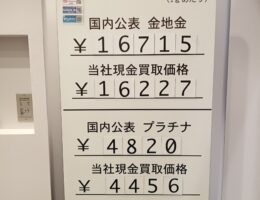 国内公表 金地金
¥16715
当社現金買取価格
¥16227
国内公表 プラチナ
¥4820
当社現金買取価格
¥4456